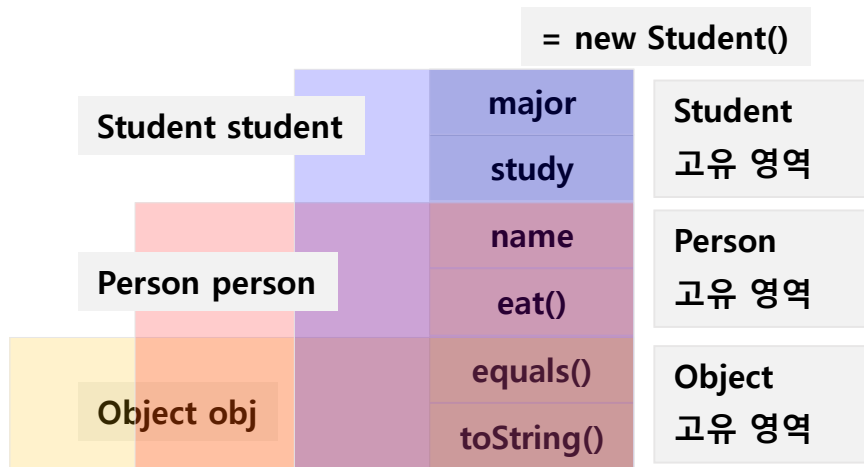 = new Student()
Student student
major
study
Student
고유 영역
Person person
name
eat()
Person
고유 영역
Object obj
equals()
toString()
Object
고유 영역